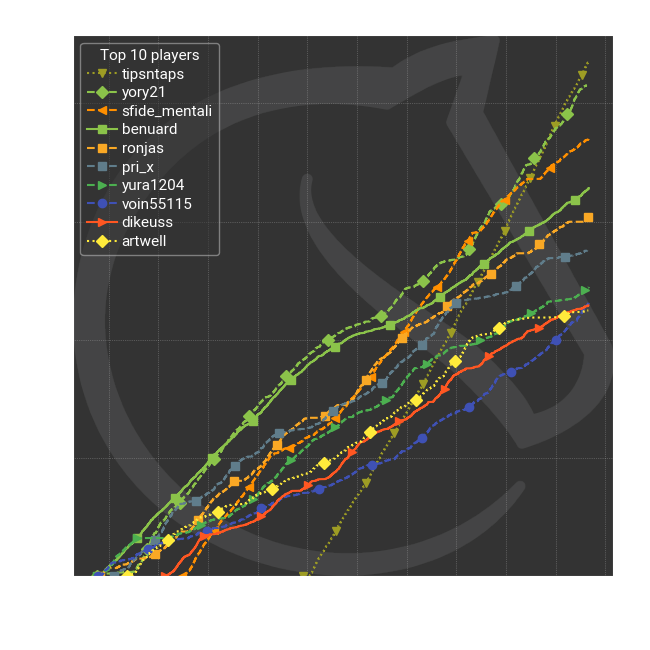 Top 10 players
tipsntaps
yory21
sfide_mentali
benuard
ronjas
pri_x
yura1204
voin55115
dikeuss
artwell